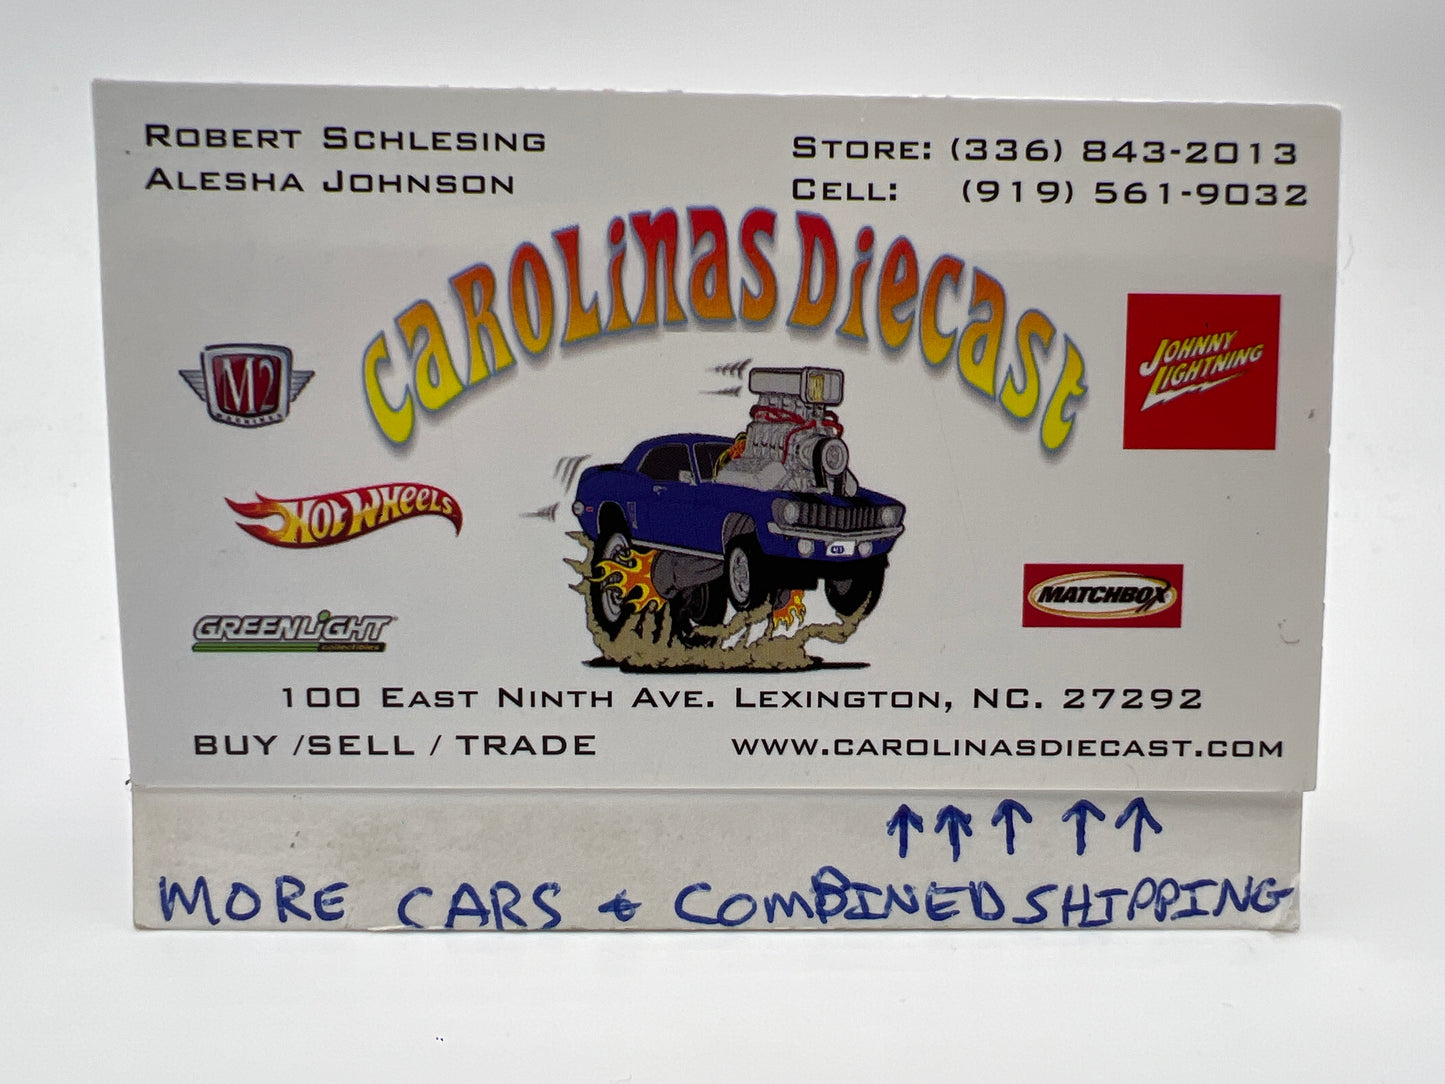 ROBERT SCHLESING
ALESHA JOHNSON
STORE: (336) 843-2013
CELL: (919) 561-9032
CAROLINAS DIECAST
M2
MACHINES
JOHNNY
LIGHTNING
HOT WHEELS
MATCHBOX
GREENLIGHT
collectibles
100 EAST NINTH AVE. LEXINGTON, NC. 27292
BUY /SELL / TRADE
WWW.CAROLINASDIECAST.COM
↑ ↑ ↑ ↑ ↑
MORE CARS & COMBINED SHIPPING